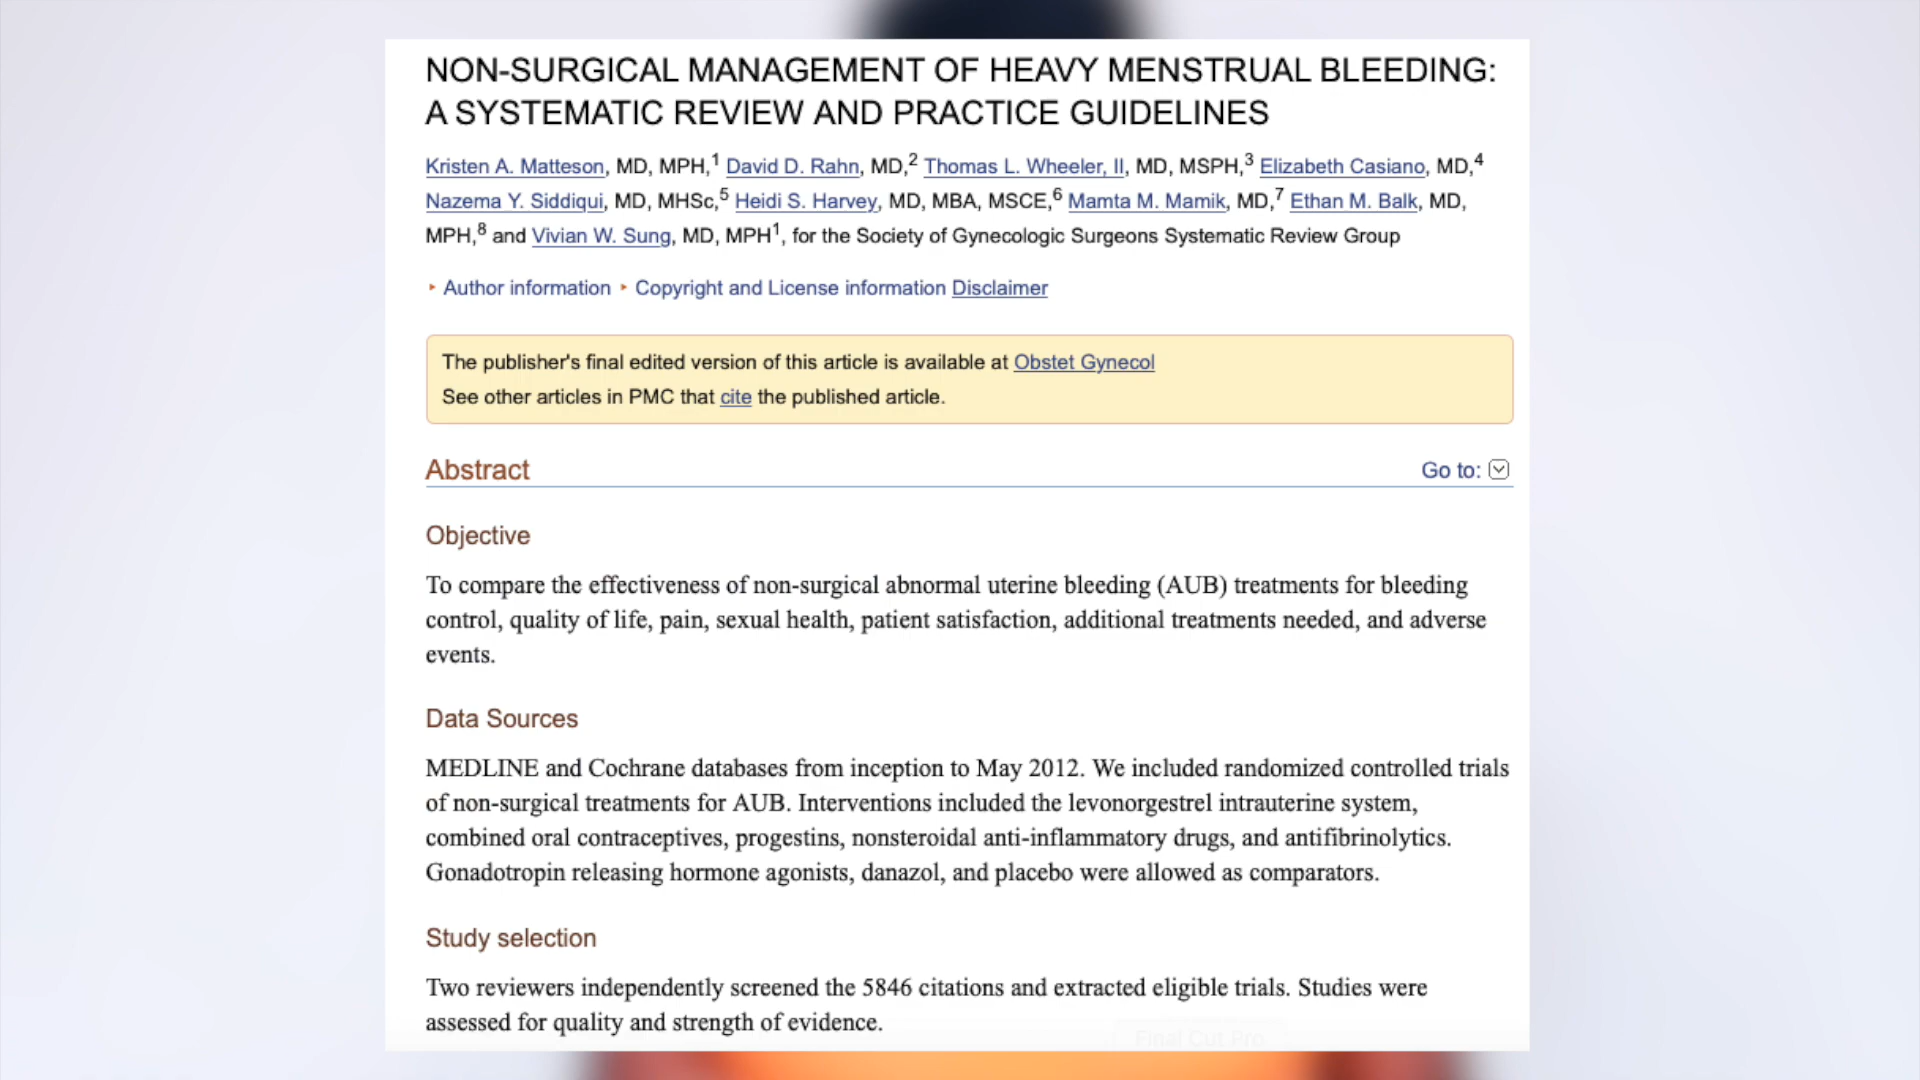 NON-SURGICAL MANAGEMENT OF HEAVY MENSTRUAL BLEEDING:
A SYSTEMATIC REVIEW AND PRACTICE GUIDELINES
Kristen A. Matteson, MD, MPH,1 David D. Rahn, MD,2 Thomas L. Wheeler, II, MD, MSPH,3 Elizabeth Casiano, MD,4
Nazema Y. Siddiqui, MD, MHSc,5 Heidi S. Harvey, MD, MBA, MSCE,6 Mamta M. Mamik, MD,7 Ethan M. Balk, MD,
MPH,8 and Vivian W. Sung, MD, MPH1, for the Society of Gynecologic Surgeons Systematic Review Group
Author information Copyright and License information Disclaimer
The publisher's final edited version of this article is available at Obstet Gynecol
See other articles in PMC that cite the published article.
Abstract Go to:
Objective
To compare the effectiveness of non-surgical abnormal uterine bleeding (AUB) treatments for bleeding
control, quality of life, pain, sexual health, patient satisfaction, additional treatments needed, and adverse
events.
Data Sources
MEDLINE and Cochrane databases from inception to May 2012. We included randomized controlled trials
of non-surgical treatments for AUB. Interventions included the levonorgestrel intrauterine system,
combined oral contraceptives, progestins, nonsteroidal anti-inflammatory drugs, and antifibrinolytics.
Gonadotropin releasing hormone agonists, danazol, and placebo were allowed as comparators.
Study selection
Two reviewers independently screened the 5846 citations and extracted eligible trials. Studies were
assessed for quality and strength of evidence.
Final Cut Pro